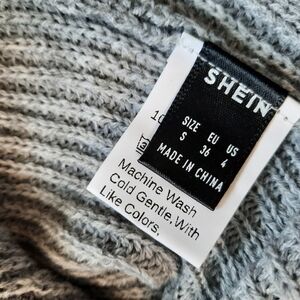 SHEIN
SIZE EU US
S 36 4
MADE IN CHINA
Machine Wash
Cold Gentle.With
Like Colors.